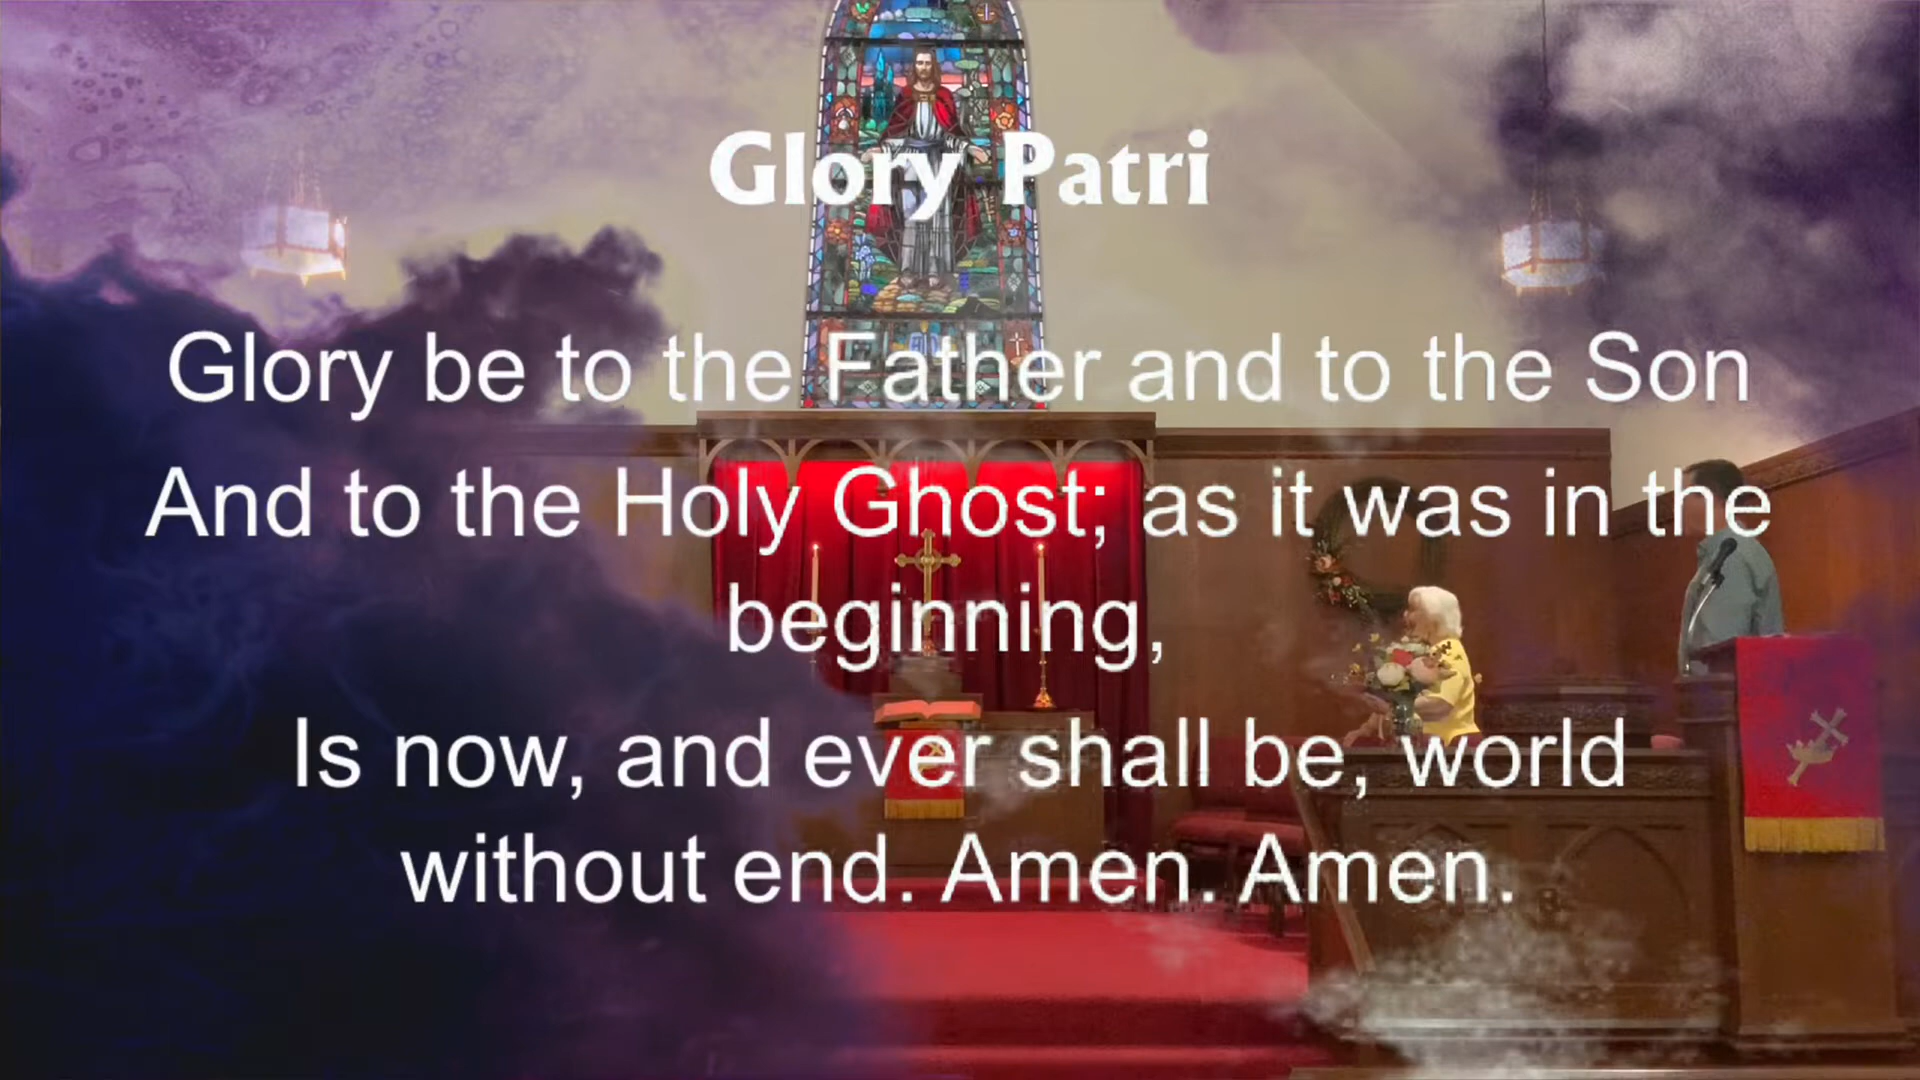 Glory Patri
Glory be to the Father and to the Son
And to the Holy Ghost; as it was in the
beginning,
Is now, and ever shall be, world
without end. Amen. Amen.